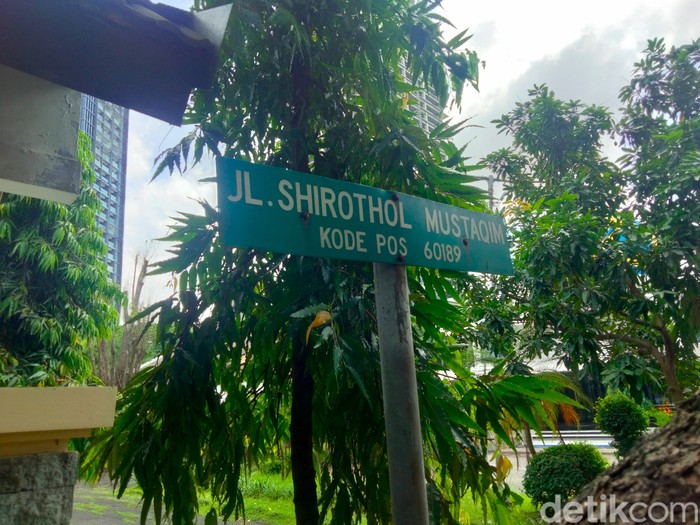 JL. SHIROTHOL MUSTAQIM
KODE POS 60189
detikcom